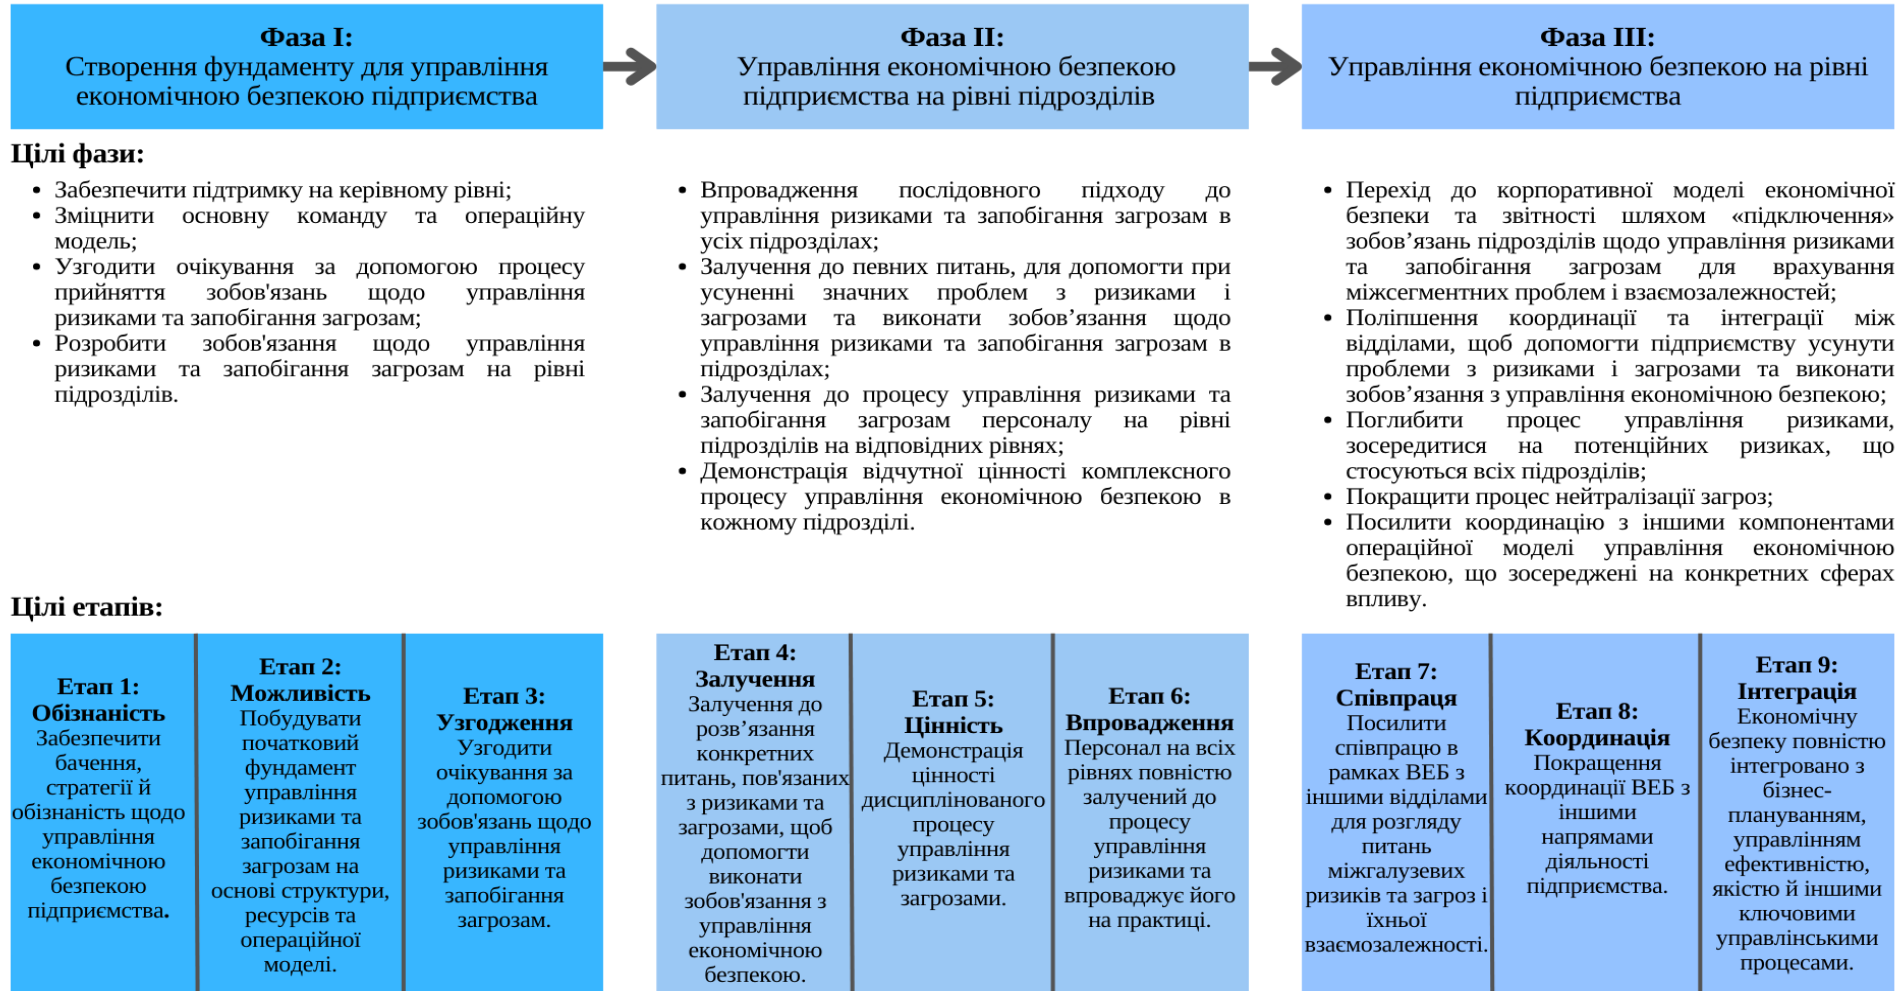 Фаза I:
Створення фундаменту для управління
економічною безпекою підприємства
Фаза II:
Управління економічною безпекою
підприємства на рівні підрозділів
Фаза III:
Управління економічною безпекою на рівні
підприємства
Цілі фази:
• Забезпечити підтримку на керівному рівні;
• Зміцнити основну команду та операційну
модель;
• Узгодити очікування за допомогою процесу
прийняття зобов'язань щодо управління
ризиками та запобігання загрозам;
• Розробити зобов'язання щодо управління
ризиками та запобігання загрозам на рівні
підрозділів.
• Впровадження послідовного підходу до
управління ризиками та запобігання загрозам в
усіх підрозділах;
• Залучення до певних питань, для допомогти при
усуненні значних проблем з ризиками і
загрозами та виконати зобов’язання щодо
управління ризиками та запобігання загрозам в
підрозділах;
• Залучення до процесу управління ризиками та
запобігання загрозам персоналу на рівні
підрозділів на відповідних рівнях;
• Демонстрація відчутної цінності комплексного
процесу управління економічною безпекою в
кожному підрозділі.
• Перехід до корпоративної моделі економічної
безпеки та звітності шляхом «підключення»
зобов’язань підрозділів щодо управління ризиками
та запобігання загрозам для врахування
міжсегментних проблем і взаємозалежностей;
• Поліпшення координації та інтеграції між
відділами, щоб допомогти підприємству усунути
проблеми з ризиками і загрозами та виконати
зобов’язання з управління економічною безпекою;
• Поглибити процес управління ризиками,
зосередитися на потенційних ризиках, що
стосуються всіх підрозділів;
• Покращити процес нейтралізації загроз;
• Посилити координацію з іншими компонентами
операційної моделі управління економічною
безпекою, що зосереджені на конкретних сферах
впливу.
Цілі етапів:
Етап 1:
Обізнаність
Забезпечити
бачення,
стратегії й
обізнаність щодо
управління
економічною
безпекою
підприємства.
Етап 2:
Можливість
Побудувати
початковий
фундамент
управління
ризиками та
запобігання
загрозам на
основі структури,
ресурсів та
операційної
моделі.
Етап 3:
Узгодження
Узгодити
очікування за
допомогою
зобов'язань щодо
управління
ризиками та
запобігання
загрозам.
Етап 4:
Залучення
Залучення до
розв’язання
конкретних
питань, пов'язаних
з ризиками та
загрозами, щоб
допомогти
виконати
зобов'язання з
управління
економічною
безпекою.
Етап 5:
Цінність
Демонстрація
цінності
дисциплінованого
процесу
управління
ризиками та
загрозами.
Етап 6:
Впровадження
Персонал на всіх
рівнях повністю
залучений до
процесу
управління
ризиками та
впроваджує його
на практиці.
Етап 7:
Співпраця
Посилити
співпрацю в
рамках ВЕБ з
іншими відділами
для розгляду
питань
міжгалузевих
ризиків та загроз і
їхньої
взаємозалежності.
Етап 8:
Координація
Покращення
координації ВЕБ з
іншими
напрямами
діяльності
підприємства.
Етап 9:
Інтеграція
Економічну
безпеку повністю
інтегровано з
бізнес-
плануванням,
управлінням
ефективністю,
якістю й іншими
ключовими
управлінськими
процесами.